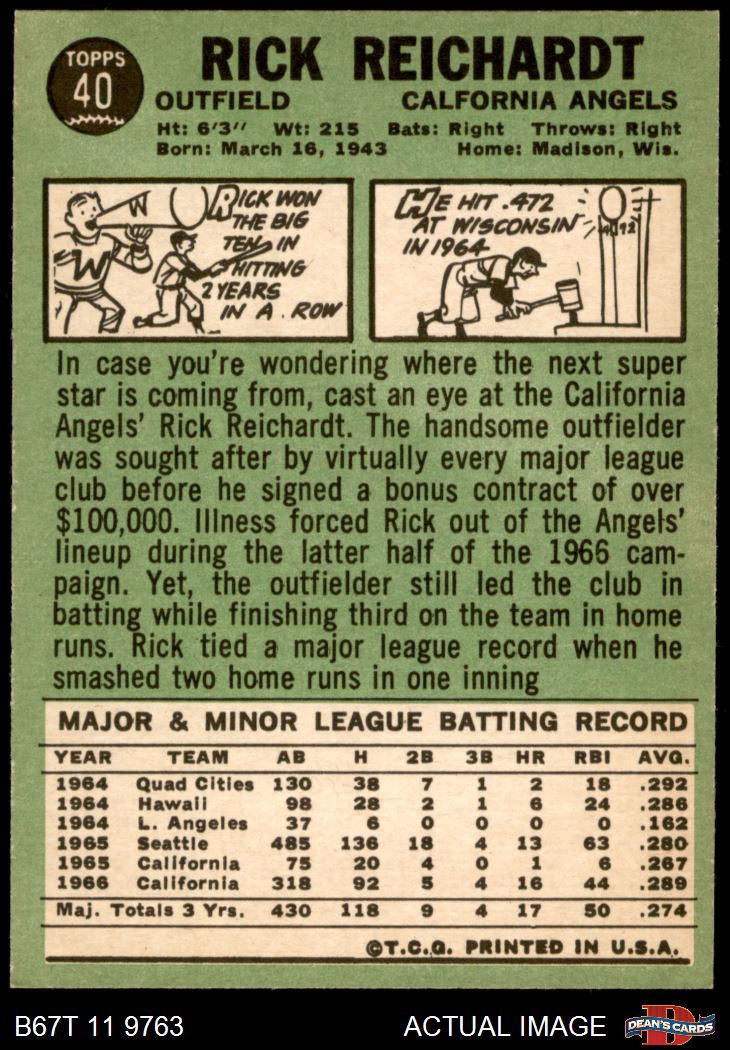 TOPPS
40
RICK REICHARDT
OUTFIELD CALFORNIA ANGELS
Ht: 6'3" Wt: 215 Bats: Right Throws: Right
Born: March 16, 1943 Home: Madison, Wis.
W
W
RICK WON
THE BIG
TEN IN
HITTING
2 YEARS
IN A ROW
HE HIT .472
AT WISCONSIN
IN 1964
In case you're wondering where the next super
star is coming from, cast an eye at the California
Angels' Rick Reichardt. The handsome outfielder
was sought after by virtually every major league
club before he signed a bonus contract of over
$100,000. Illness forced Rick out of the Angels'
lineup during the latter half of the 1966 cam-
paign. Yet, the outfielder still led the club in
batting while finishing third on the team in home
runs. Rick tied a major league record when he
smashed two home runs in one inning
MAJOR & MINOR LEAGUE BATTING RECORD
YEAR TEAM AB H 2B 3B HR RBI AVG.
1964 Quad Cities 130 38 7 1 2 18 .292
1964 Hawaii 98 28 2 1 6 24 .286
1964 L. Angeles 37 6 0 0 0 0 .162
1965 Seattle 485 136 18 4 13 63 .280
1965 California 75 20 4 0 1 6 .267
1966 California 318 92 5 4 16 44 .289
Maj. Totals 3 Yrs. 430 118 9 4 17 50 .274
©T.C.G. PRINTED IN U.S.A.
B67T 11 9763 ACTUAL IMAGE
D
DEAN'S CARDS